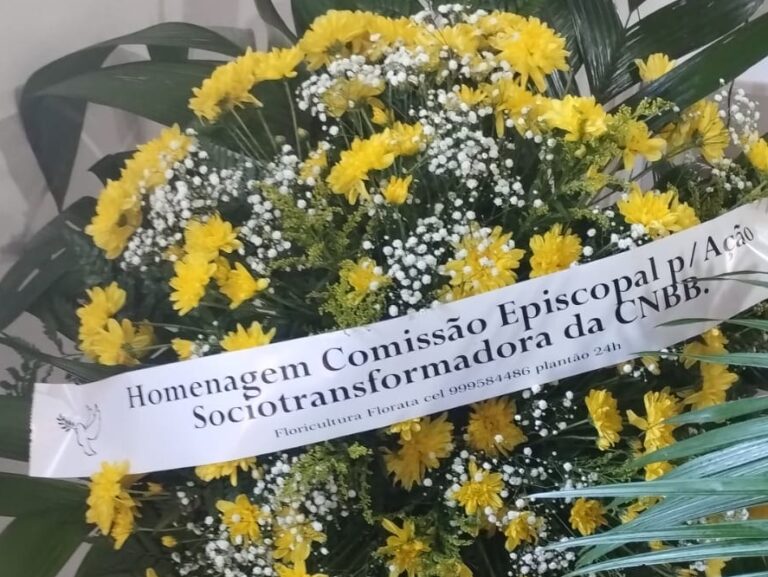 Homenagem Comissão Episcopal p/Ação
Sociotransformadora da CNBB.
Floricultura Florata cel 999584486 plantão 24h